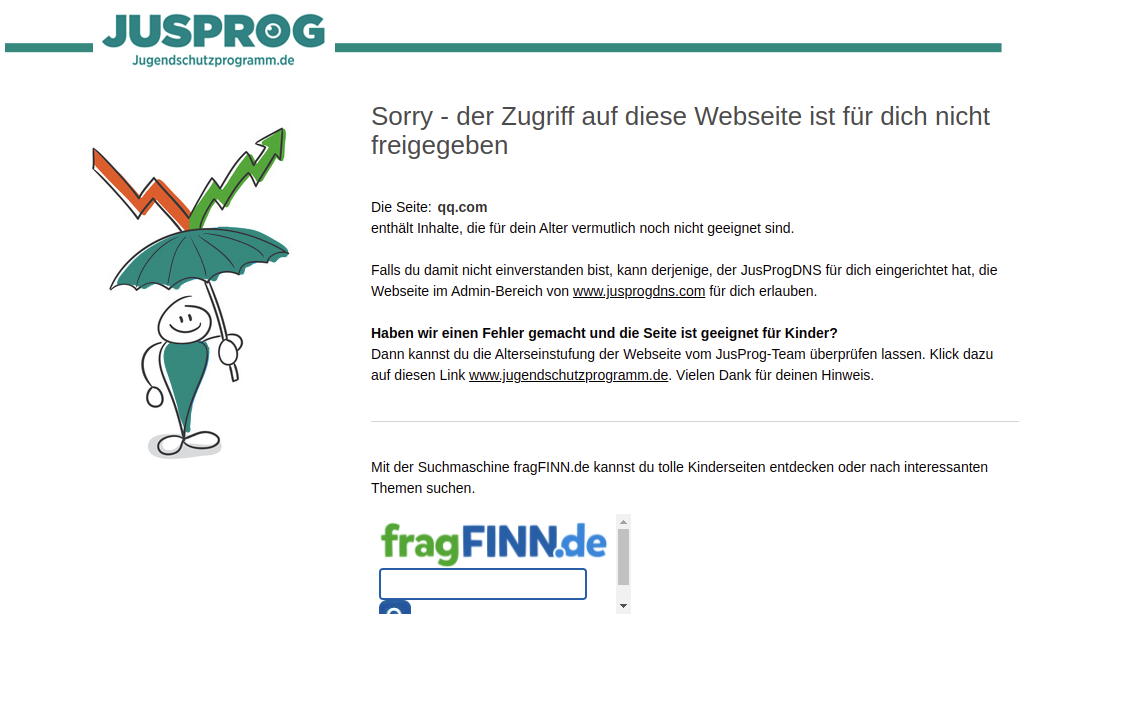 JUSPROG
Jugendschutzprogramm.de
Sorry - der Zugriff auf diese Webseite ist für dich nicht
freigegeben
Die Seite: qq.com
enthält Inhalte, die für dein Alter vermutlich noch nicht geeignet sind.
Falls du damit nicht einverstanden bist, kann derjenige, der JusProgDNS für dich eingerichtet hat, die
Webseite im Admin-Bereich von www.jusprogdns.com für dich erlauben.
Haben wir einen Fehler gemacht und die Seite ist geeignet für Kinder?
Dann kannst du die Alterseinstufung der Webseite vom JusProg-Team überprüfen lassen. Klick dazu
auf diesen Link www.jugendschutzprogramm.de. Vielen Dank für deinen Hinweis.
Mit der Suchmaschine fragFINN.de kannst du tolle Kinderseiten entdecken oder nach interessanten
Themen suchen.
fragFINN.de